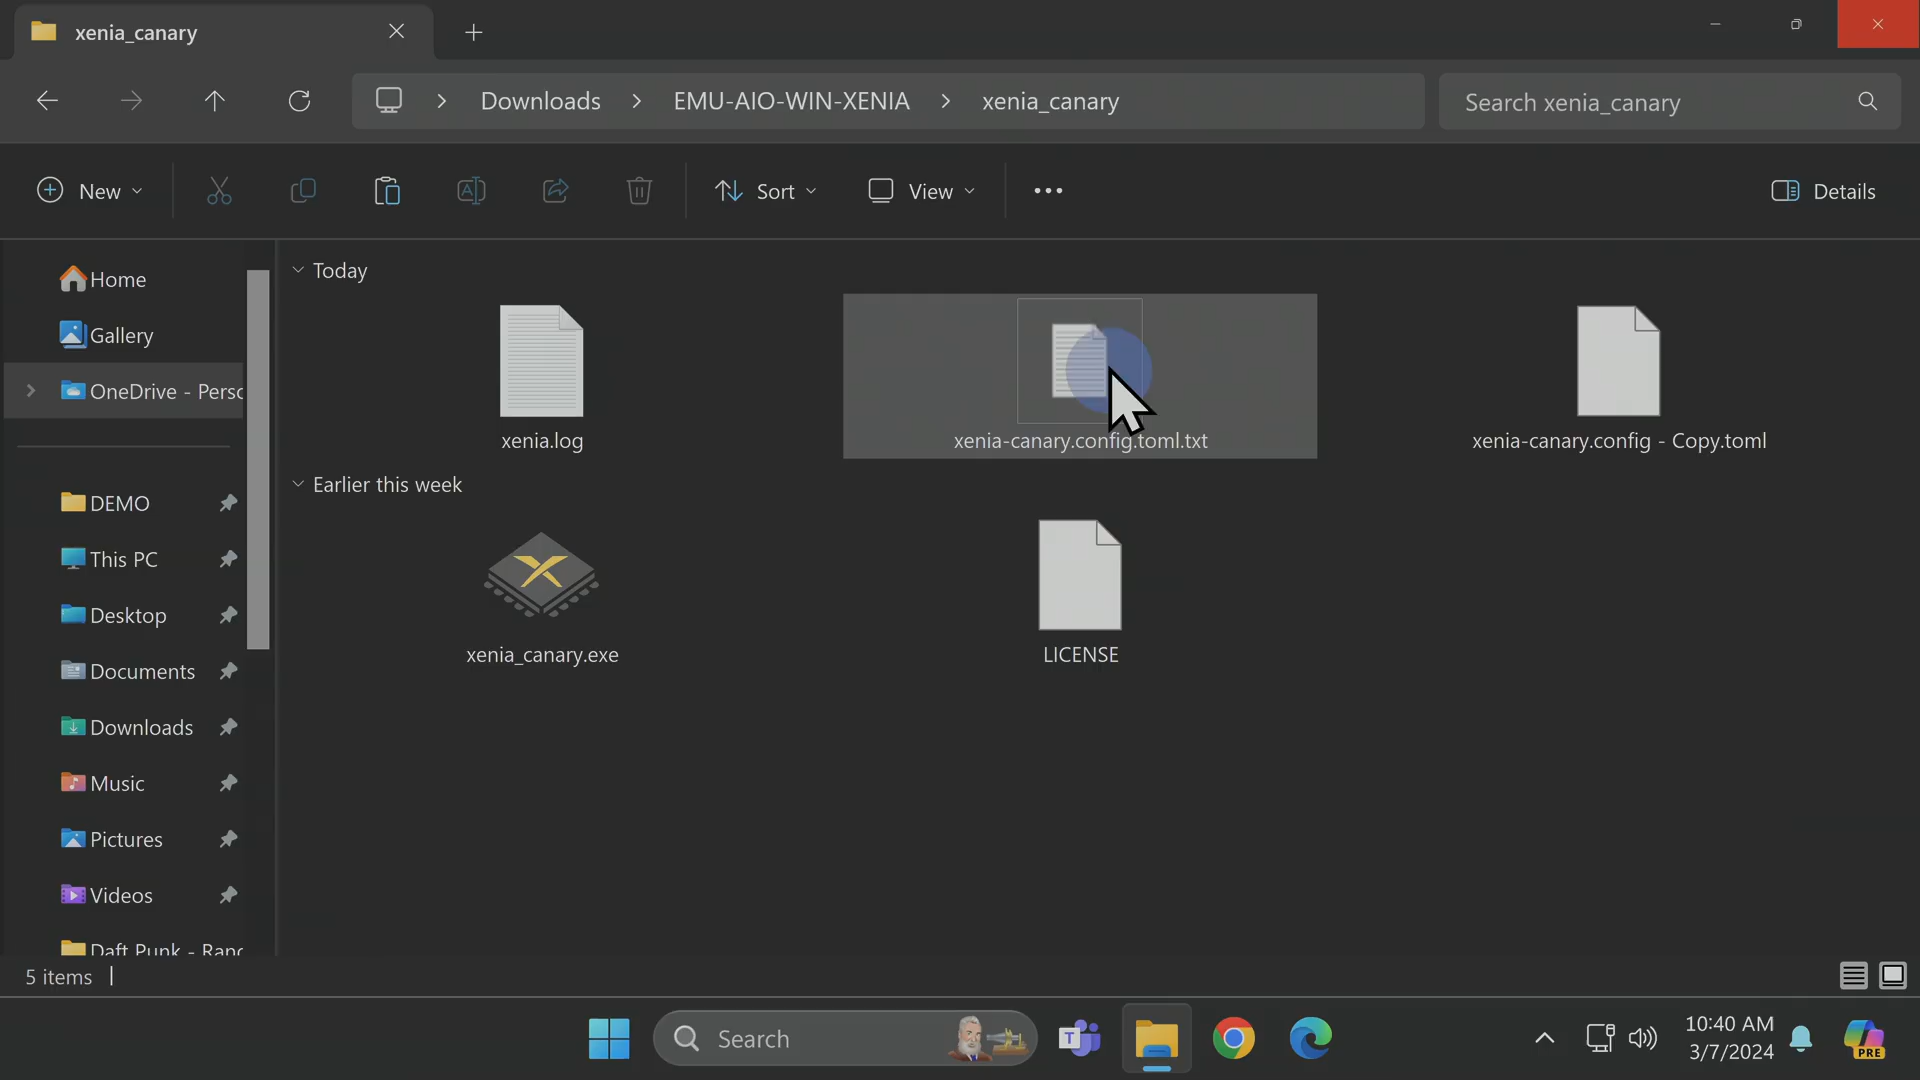 xenia_canary
Downloads
EMU-AIO-WIN-XENIA
xenia_canary
Search xenia_canary
New
Sort
View
Details
Home
Gallery
OneDrive - Perso
DEMO
This PC
Desktop
Documents
Downloads
Music
Pictures
Videos
Daft Punk - Ranc
Today
xenia.log
xenia-canary.config.toml.txt
xenia-canary.config - Copy.toml
Earlier this week
xenia_canary.exe
LICENSE
5 items
Search
T
10:40 AM
3/7/2024
PRE